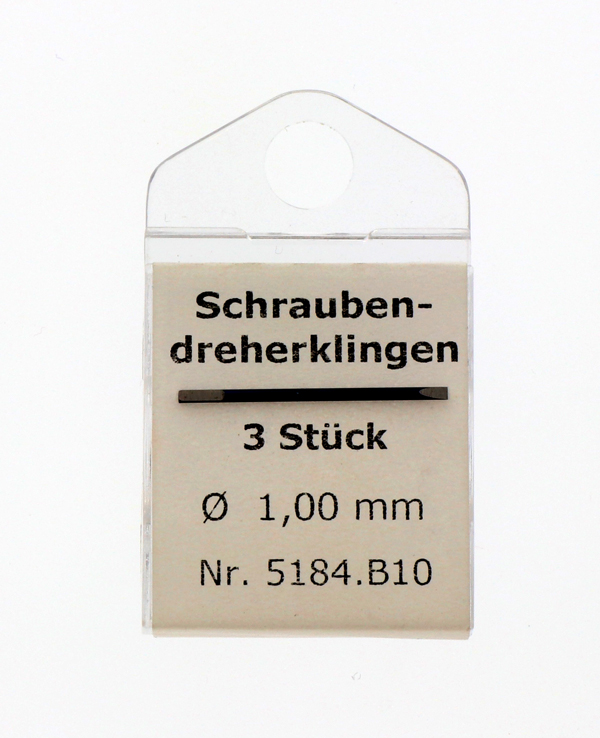 Schrauben-
dreherklingen
3 Stück
Ø 1,00 mm
Nr. 5184.B10